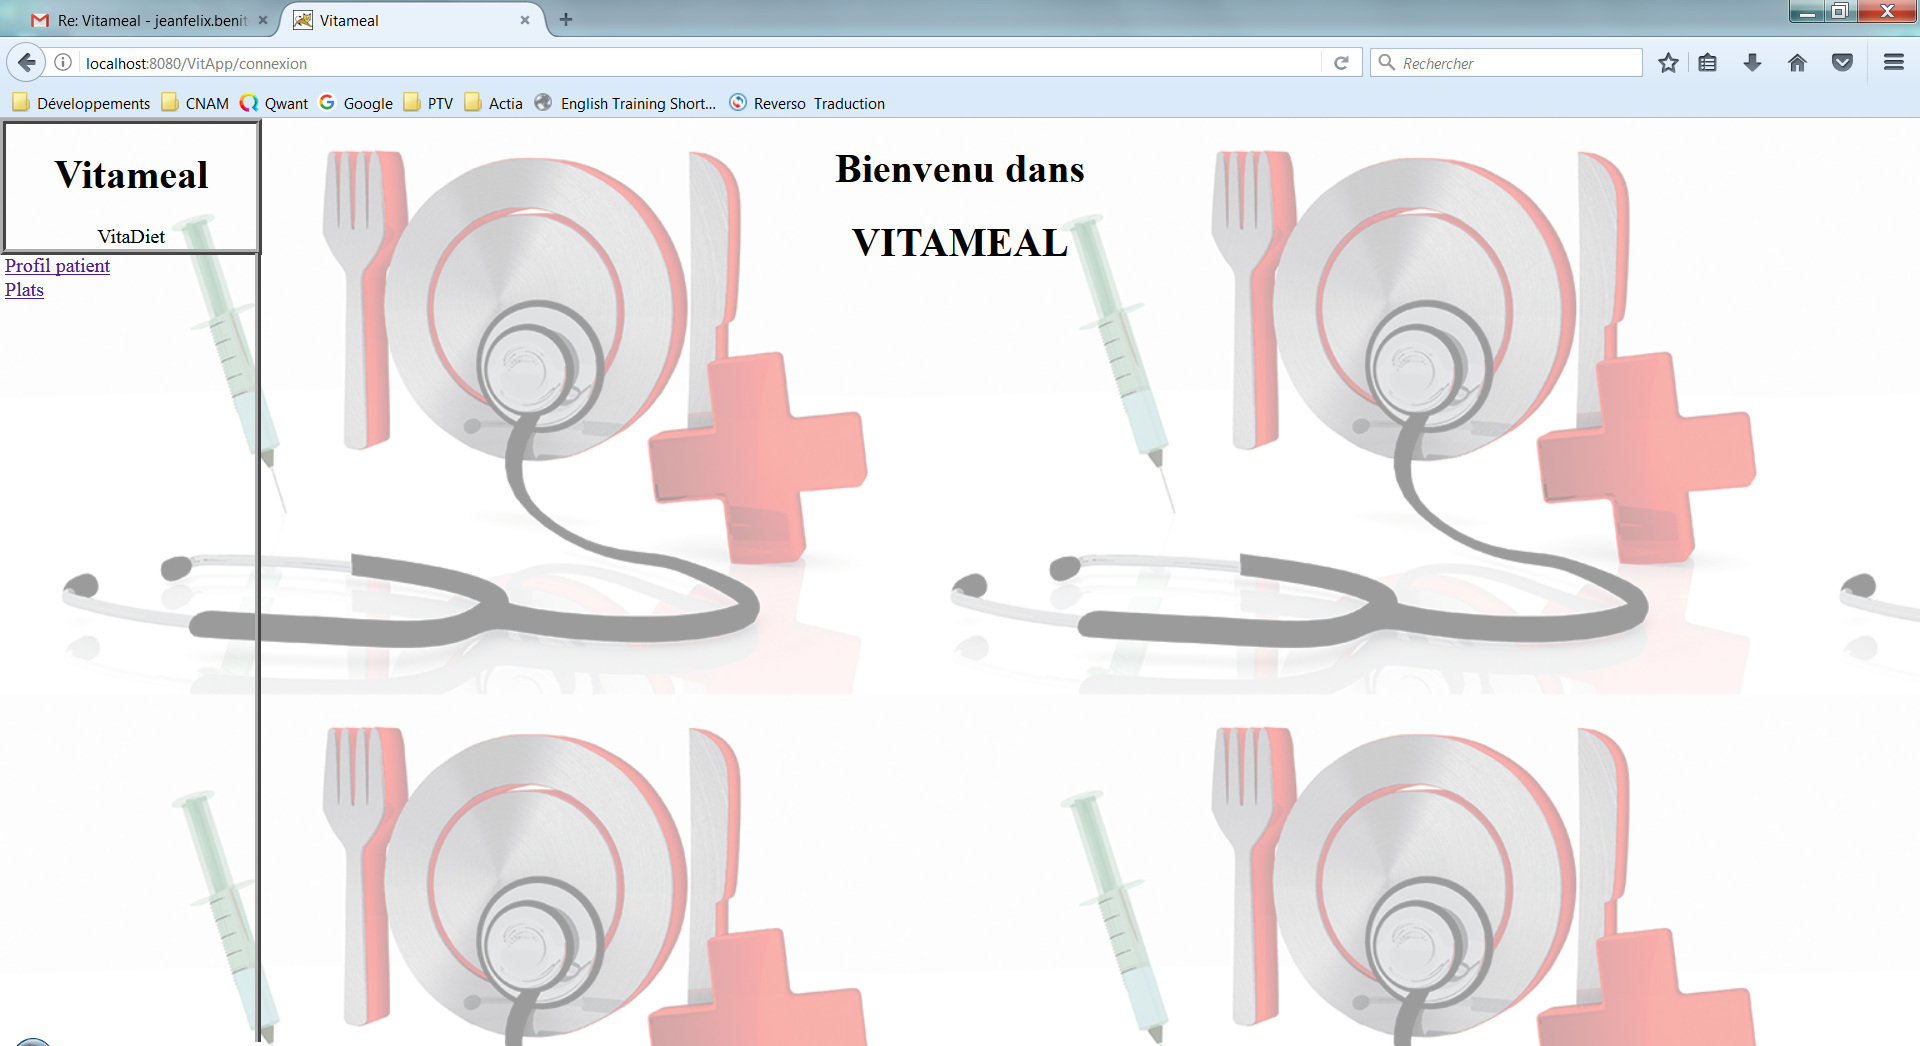 Re: Vitameal - jeanfelix.benit
Vitameal
localhost:8080/VitApp/connexion
Rechercher
Développements CNAM Qwant Google PTV Actia English Training Short... Reverso Traduction
Vitameal
VitaDiet
Profil patient
Plats
Bienvenu dans
VITAMEAL